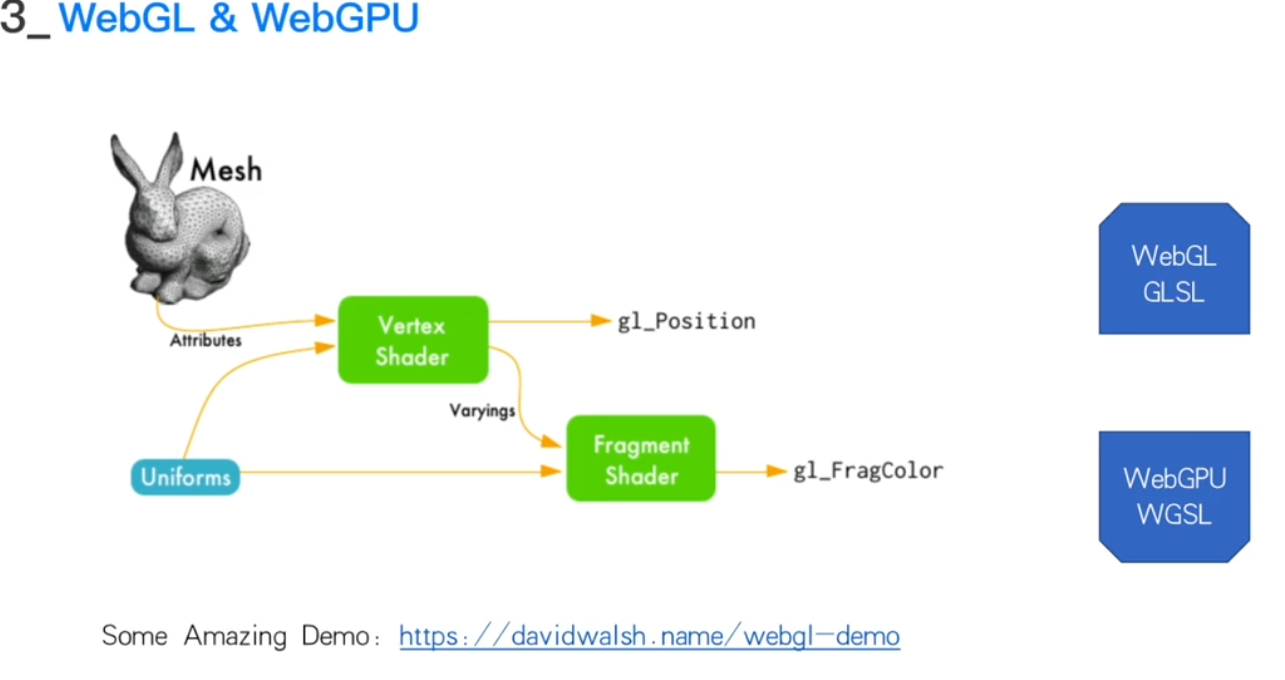 3_ WebGL & WebGPU
Mesh
Attributes
Vertex
Shader
gl_Position
Varyings
Uniforms
Fragment
Shader
gl_FragColor
WebGL
GLSL
WebGPU
WGSL
Some Amazing Demo: https://davidwalsh.name/webgl-demo